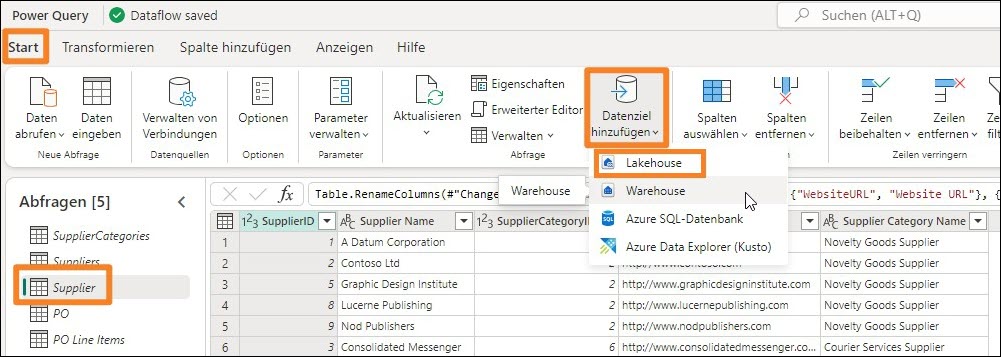 Power Query
Dataflow saved
Suchen (ALT+Q)
Start
Transformieren
Spalte hinzufügen
Anzeigen
Hilfe
Daten abrufen
Daten eingeben
Neue Abfrage
Verwalten von Verbindungen
Datenquellen
Optionen
Optionen
Parameter verwalten
Parameter
Aktualisieren
Eigenschaften
Erweiterter Editor
Verwalten
Abfrage
Datenziel hinzufügen
Spalten auswählen
Spalten entfernen
Zeilen beibehalten
Zeilen entfernen
Zeilen verringern
Lakehouse
Warehouse
Azure SQL-Datenbank
Azure Data Explorer (Kusto)
Warehouse
Abfragen [5]
SupplierCategories
Suppliers
Supplier
PO
PO Line Items
fx
Table.RenameColumns(#"Change
{"WebsiteURL", "Website URL"}, {
1²3 SupplierID
ABC Supplier Name
1²3 SupplierCategoryI
ABC Supplier Category Name
1 1 A Datum Corporation Novelty Goods Supplier
2 2 Contoso Ltd 2 Novelty Goods Supplier
3 5 Graphic Design Institute 2 http://www.graphicdesigninstitute.com Novelty Goods Supplier
4 8 Lucerne Publishing 2 http://www.lucernepublishing.com Novelty Goods Supplier
5 9 Nod Publishers 2 http://www.nodpublishers.com Novelty Goods Supplier
6 3 Consolidated Messenger 6 http://www.consolidatedmessenger.co... Courier Services Supplier